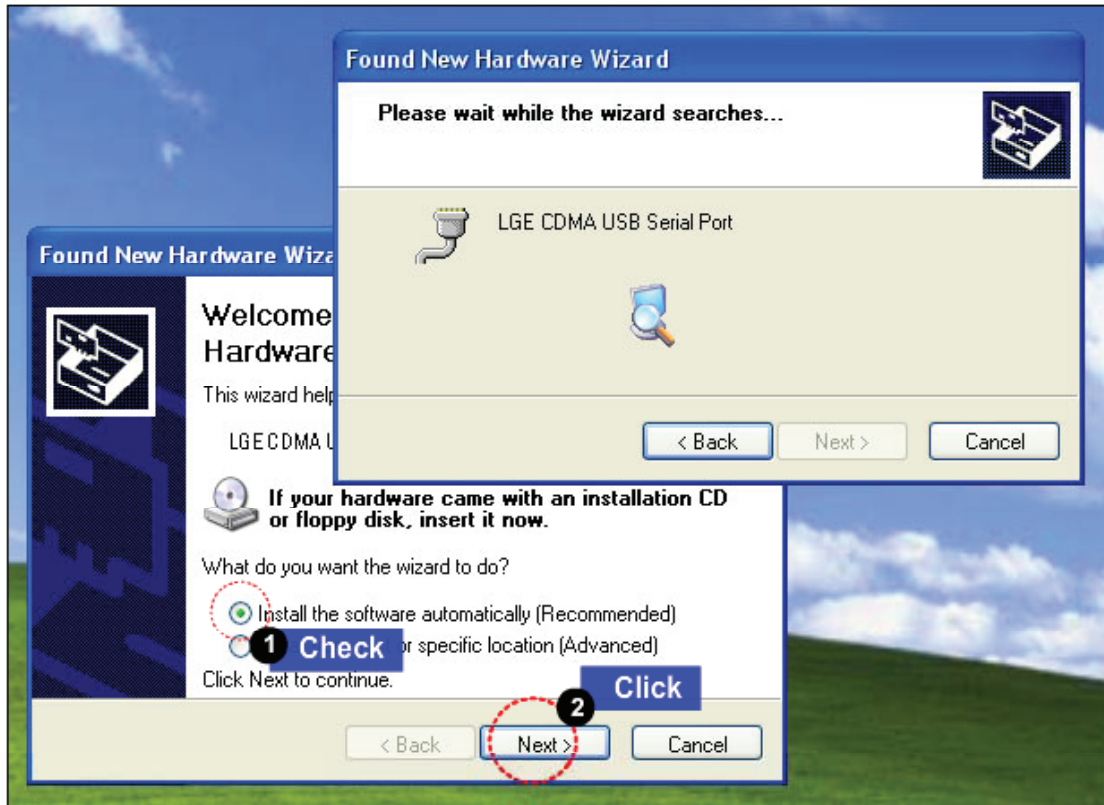 Found New Hardware Wizard
Please wait while the wizard searches...
LGE CDMA USB Serial Port
< Back
Next >
Cancel
Found New Hardware
Welcome
Hardware
This wizard
LGE CDMA
If your hardware came with an installation CD
or floppy disk, insert it now.
What do you want the wizard to do?
Install the software automatically (Recommended)
1 Check
specific location (Advanced)
Click Next to continue.
2 Click
< Back
Next >
Cancel